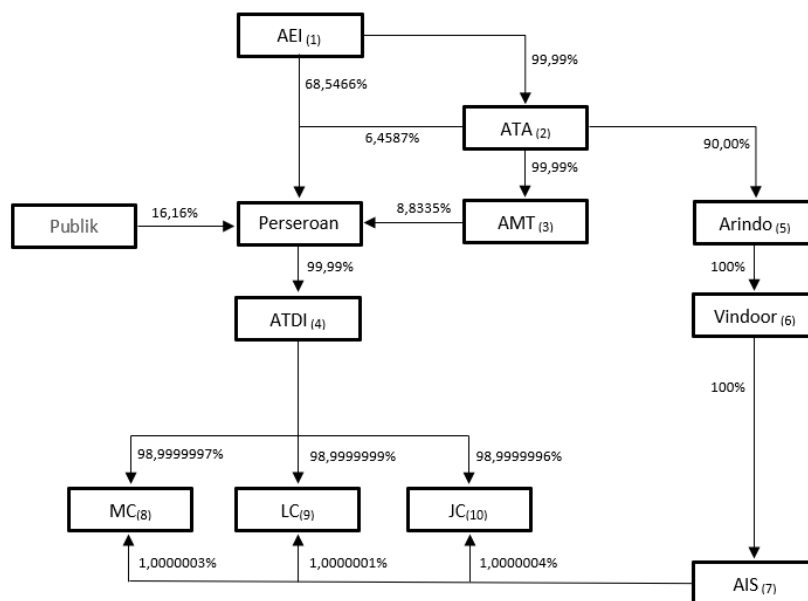 AEI (1)
99,99%
68,5466%
6,4587%
ATA (2)
90,00%
99,99%
Publik
16,16%
Perseroan
8,8335%
AMT (3)
Arindo (5)
99,99%
100%
ATDI (4)
Vindoor (6)
100%
98,9999997%
98,9999999%
98,9999996%
MC(8)
LC(9)
JC(10)
1,0000003%
1,0000001%
1,0000004%
AIS (7)